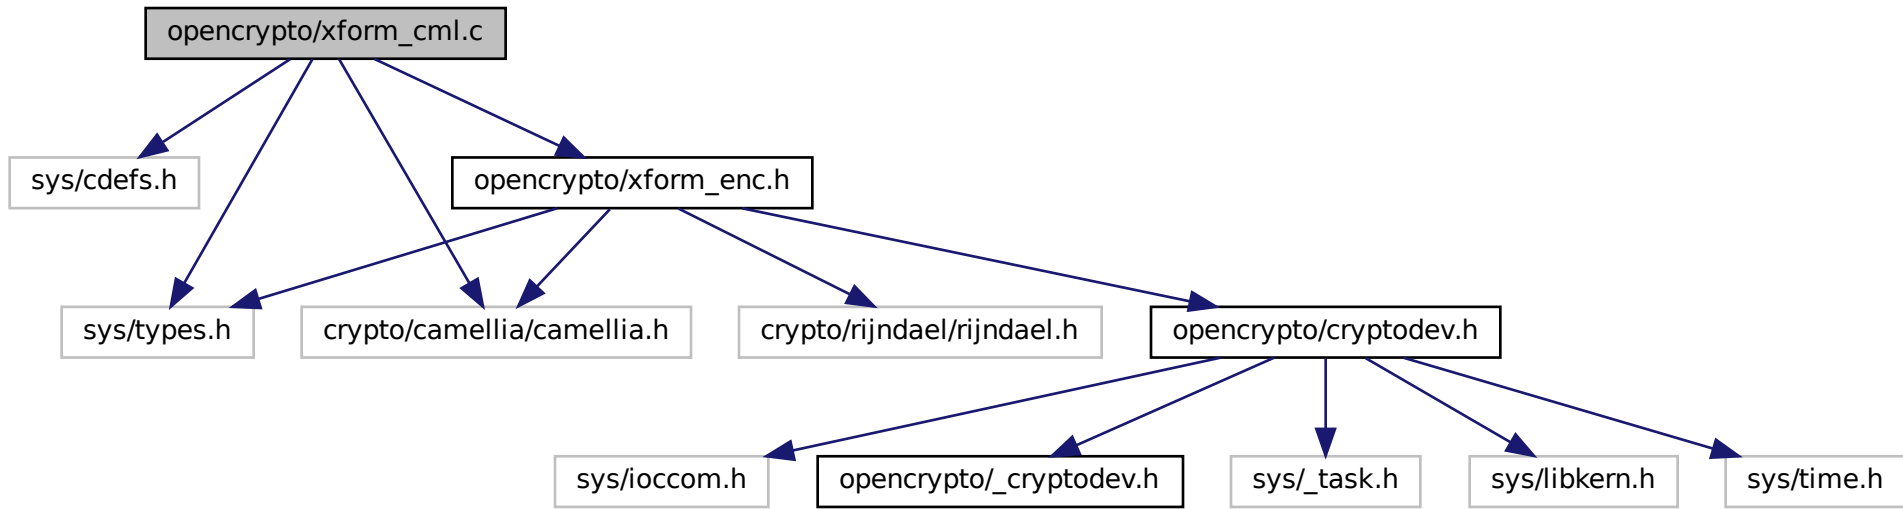 opencrypto/xform_cml.c
sys/cdefs.h
opencrypto/xform_enc.h
sys/types.h
crypto/camellia/camellia.h
crypto/rijndael/rijndael.h
opencrypto/cryptodev.h
sys/ioccom.h
opencrypto/_cryptodev.h
sys/_task.h
sys/libkern.h
sys/time.h